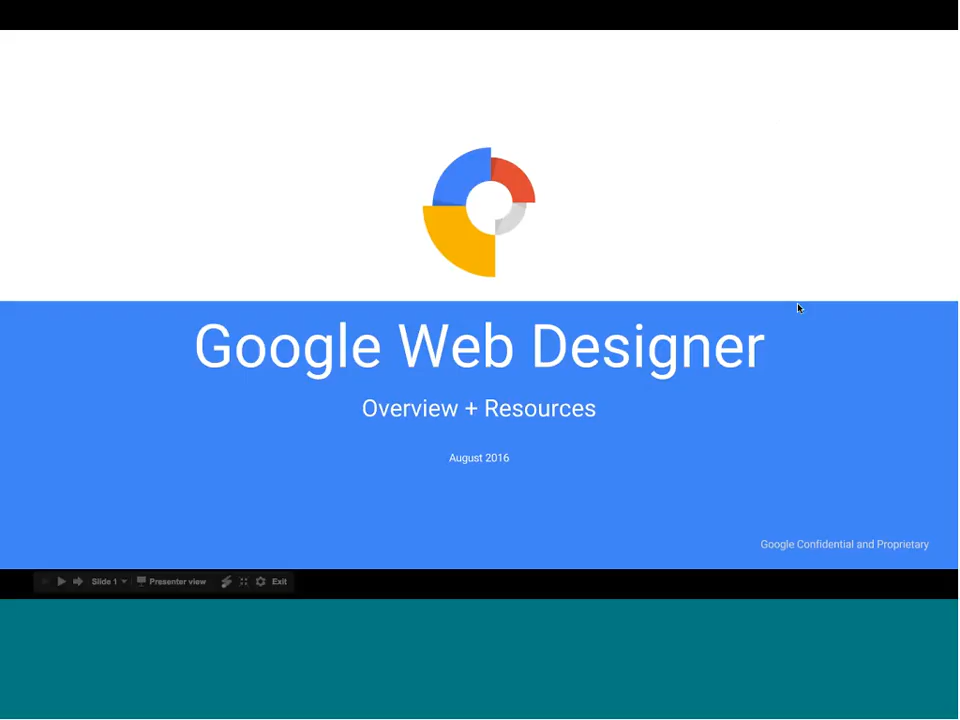 Google Web Designer
Overview + Resources
August 2016
Google Confidential and Proprietary
Slide 1 Presenter view Exit